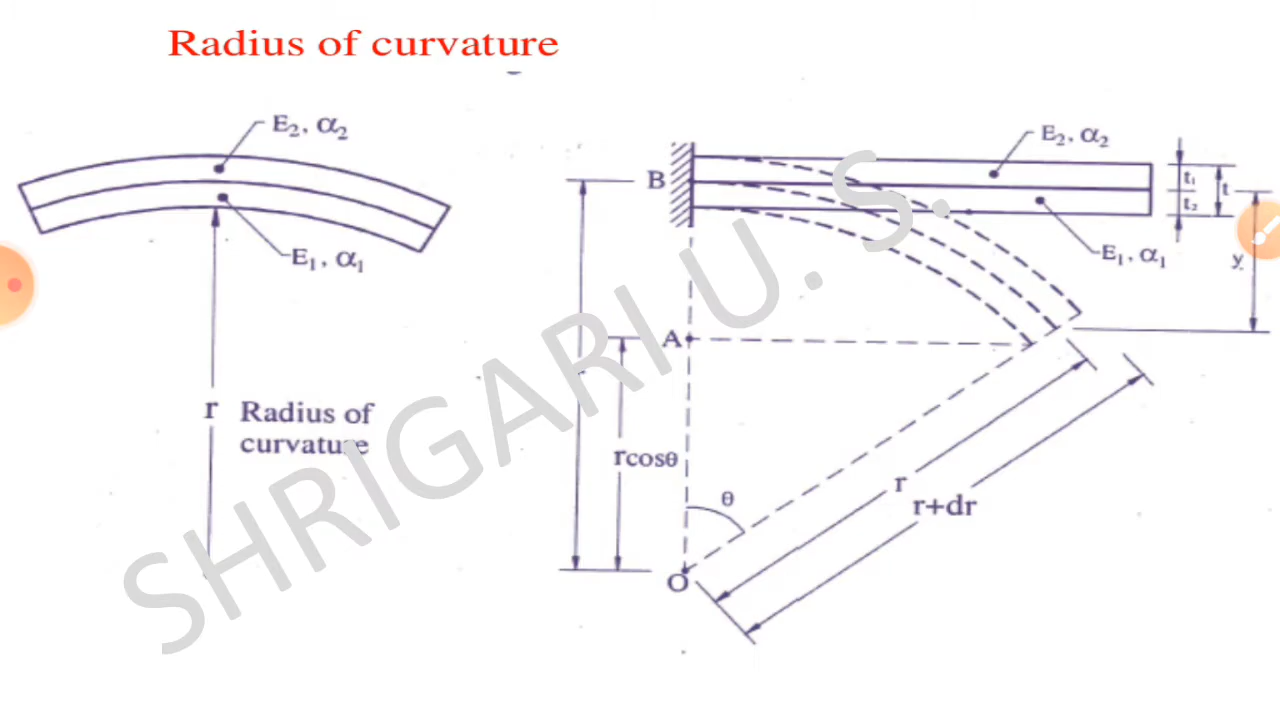 Radius of curvature
E₂, α₂
E₁, α₁
r Radius of
curvature
E₂, α₂
B
t₁
t
t₂
E₁, α₁
y
A
r
rcosθ
θ
r
r+dr
O
SHRIGARI U. S.